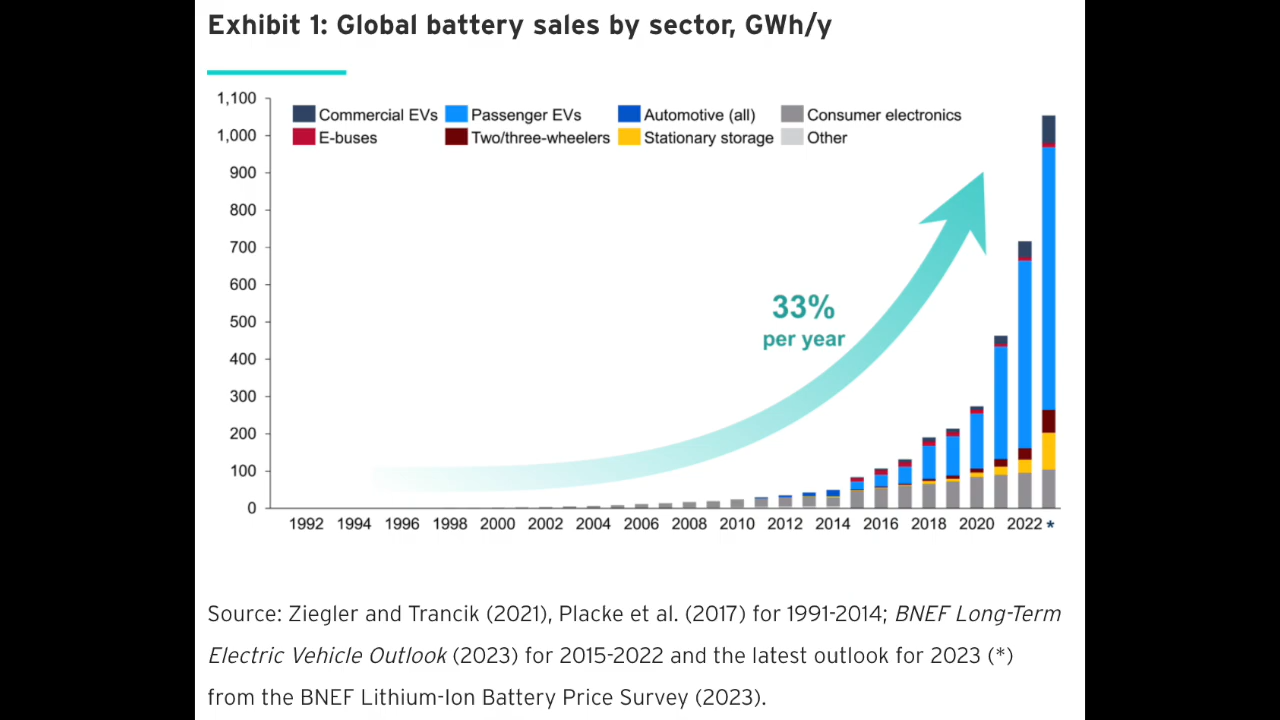 Exhibit 1: Global battery sales by sector, GWh/y
1,100
1,000
900
800
700
600
500
400
300
200
100
0
Commercial EVs Passenger EVs Automotive (all) Consumer electronics
E-buses Two/three-wheelers Stationary storage Other
33%
per year
1992 1994 1996 1998 2000 2002 2004 2006 2008 2010 2012 2014 2016 2018 2020 2022 *
Source: Ziegler and Trancik (2021), Placke et al. (2017) for 1991-2014; BNEF Long-Term
Electric Vehicle Outlook (2023) for 2015-2022 and the latest outlook for 2023 (*)
from the BNEF Lithium-Ion Battery Price Survey (2023).